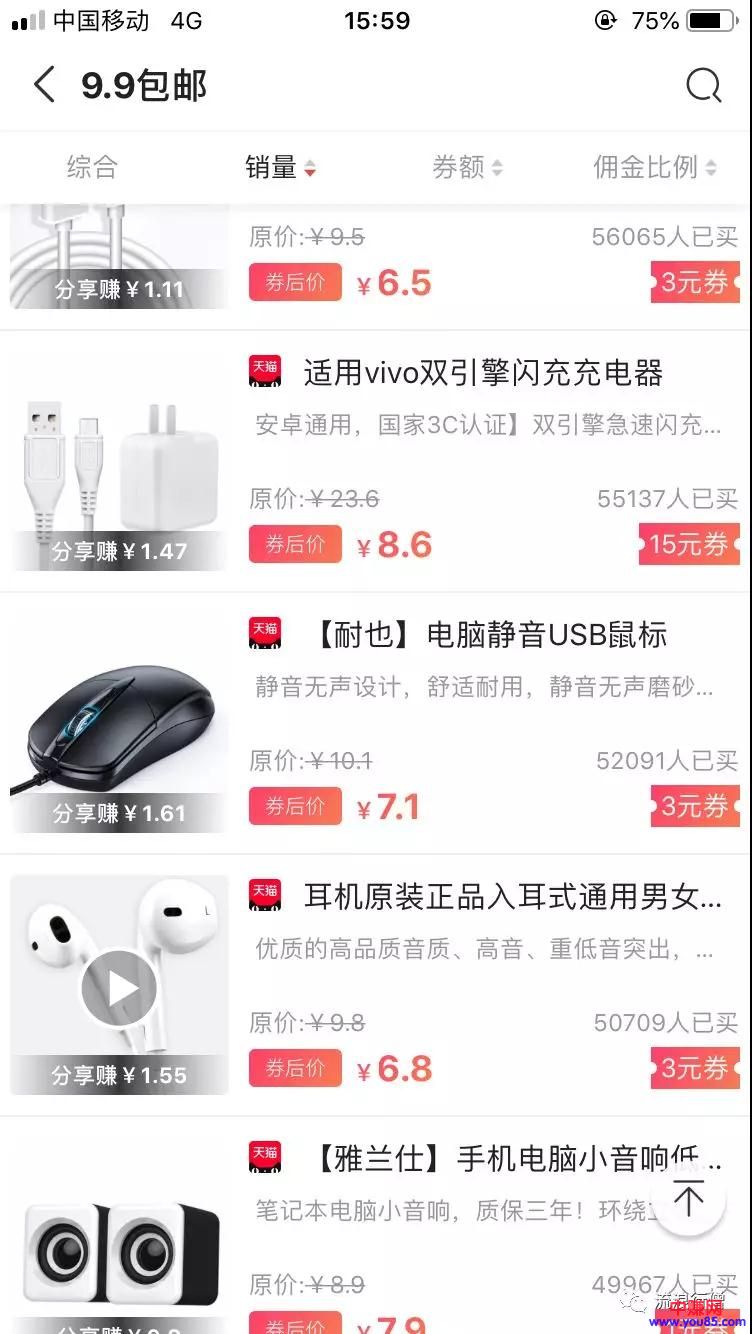 中国移动 4G 15:59 75%
9.9包邮
综合 销量 券额 佣金比例
原价:￥9.5 56065人已买
分享赚￥1.11 券后价 ￥6.5 3元券
天猫 适用vivo双引擎闪充充电器
安卓通用，国家3C认证】双引擎急速闪充...
原价:￥23.6 55137人已买
分享赚￥1.47 券后价 ￥8.6 15元券
天猫 【耐也】电脑静音USB鼠标
静音无声设计，舒适耐用，静音无声磨砂...
原价:￥10.1 52091人已买
分享赚￥1.61 券后价 ￥7.1 3元券
天猫 耳机原装正品入耳式通用男女...
L
优质的高品质音质、高音、重低音突出，...
原价:￥9.8 50709人已买
分享赚￥1.55 券后价 ￥6.8 3元券
天猫 【雅兰仕】手机电脑小音响低...
笔记本电脑小音响，质保三年！环绕
原价:￥8.9 49967人已买
券后价 ￥7.9
www.you85.com